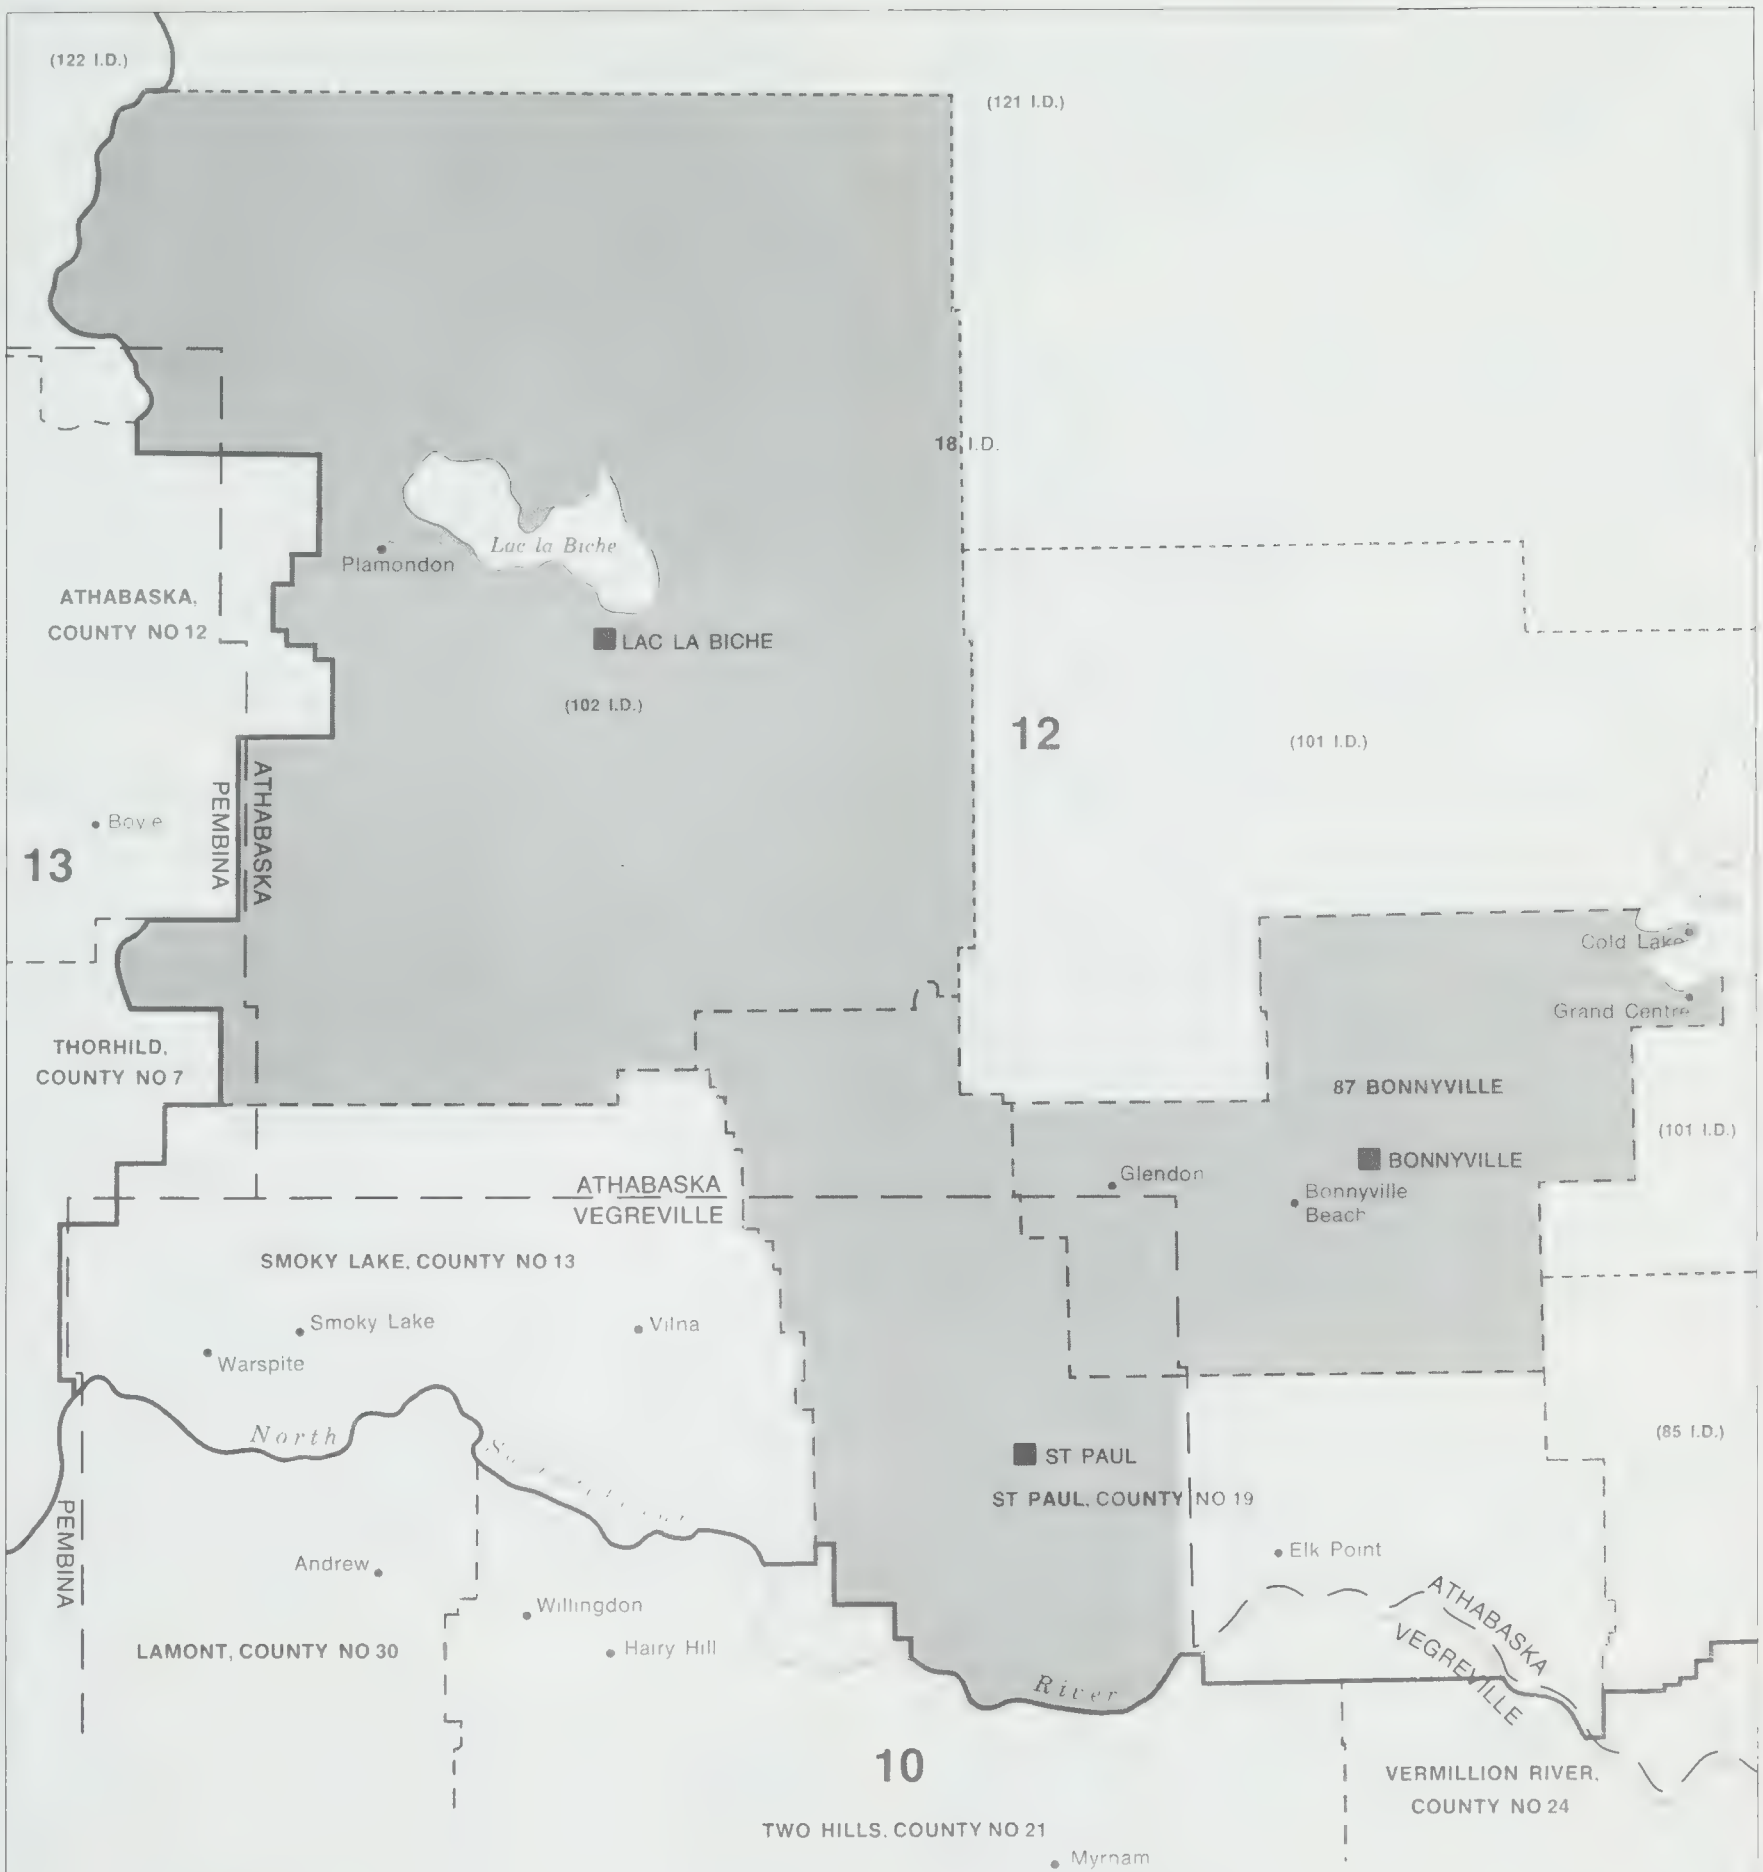 (122 I.D.)
(121 I.D.)
18 I.D.
Lac la Biche
Plamondon
ATHABASKA,
COUNTY NO 12
LAC LA BICHE
(102 I.D.)
12
(101 I.D.)
ATHABASKA
PEMBINA
13
Cold Lake
Grand Centre
THORHILD,
COUNTY NO 7
87 BONNYVILLE
(101 I.D.)
BONNYVILLE
Glendon
Bonnyville
Beach
ATHABASKA
VEGREVILLE
SMOKY LAKE, COUNTY NO 13
Smoky Lake
Vilna
Warspite
North
(85 I.D.)
ST PAUL
ST PAUL, COUNTY NO 19
PEMBINA
Elk Point
Andrew
Willingdon
ATHABASKA
VEGREVILLE
LAMONT, COUNTY NO 30
Hairy Hill
River
10
VERMILLION RIVER,
COUNTY NO 24
TWO HILLS, COUNTY NO 21
Myrnam